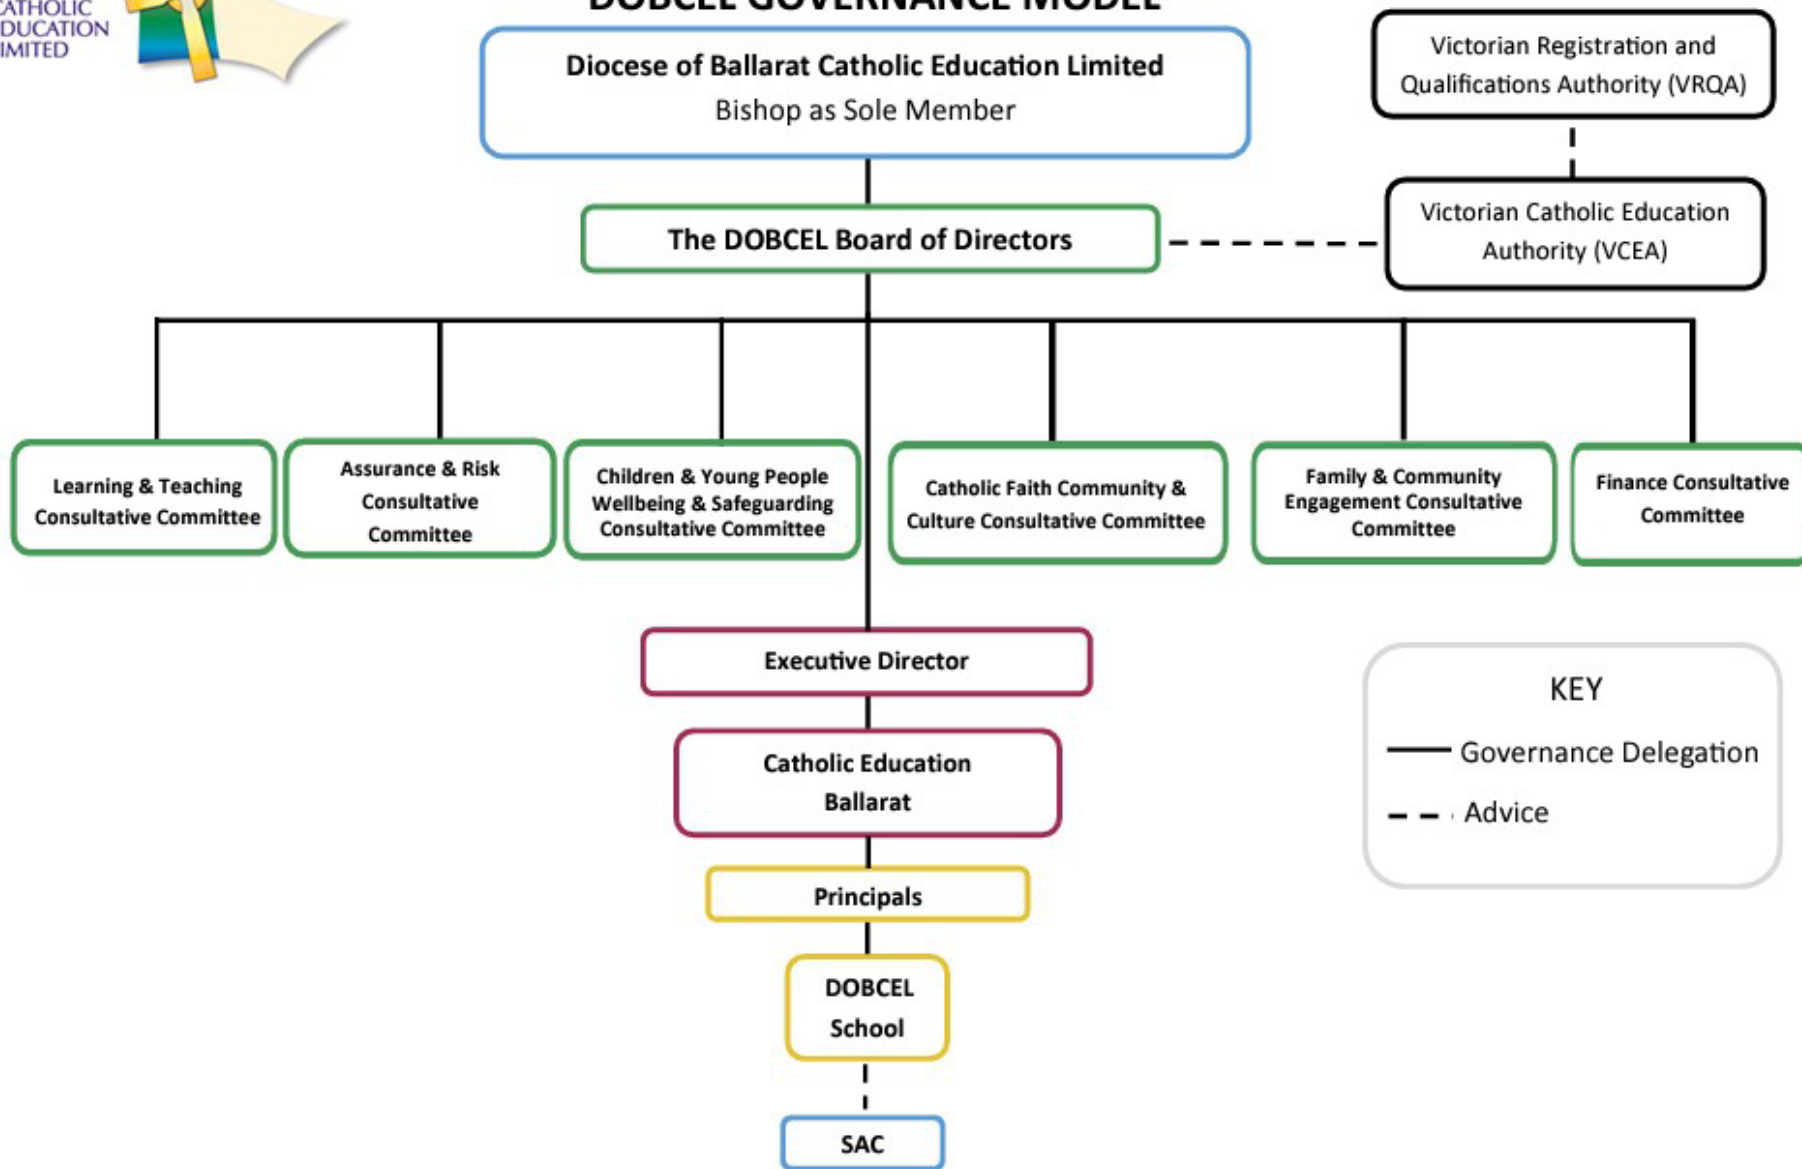 CATHOLIC
EDUCATION
LIMITED
DOBCEL GOVERNANCE MODEL
Diocese of Ballarat Catholic Education Limited
Bishop as Sole Member
Victorian Registration and
Qualifications Authority (VRQA)
Victorian Catholic Education
Authority (VCEA)
The DOBCEL Board of Directors
Learning & Teaching
Consultative Committee
Assurance & Risk
Consultative
Committee
Children & Young People
Wellbeing & Safeguarding
Consultative Committee
Catholic Faith Community &
Culture Consultative Committee
Family & Community
Engagement Consultative
Committee
Finance Consultative
Committee
Executive Director
Catholic Education
Ballarat
Principals
DOBCEL
School
SAC
KEY
Governance Delegation
Advice